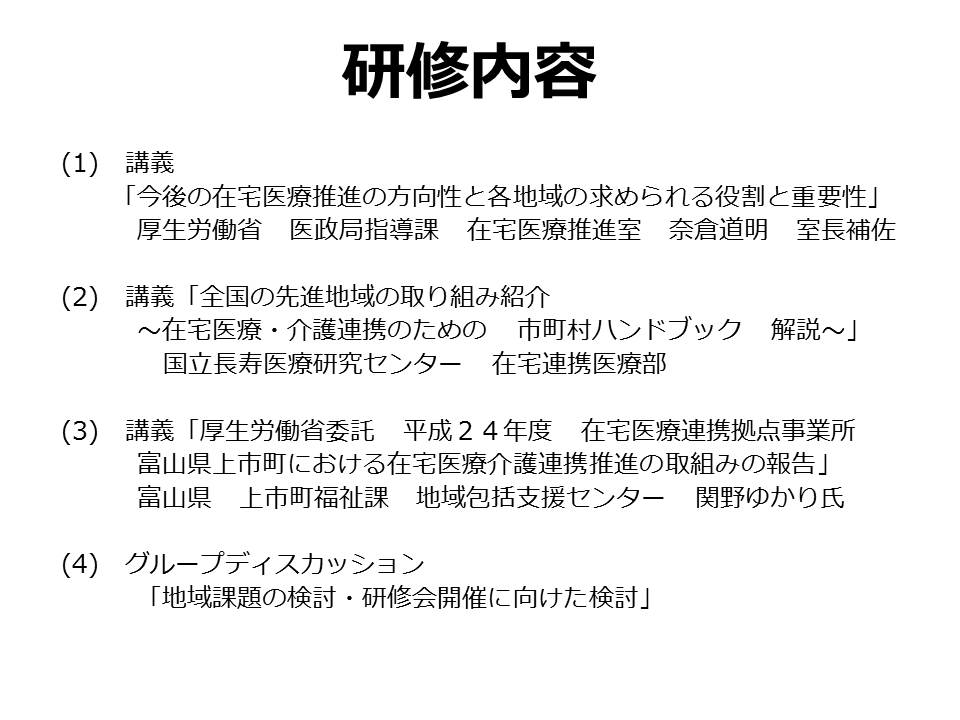 研修内容
(1)　講義
「今後の在宅医療推進の方向性と各地域の求められる役割と重要性」
厚生労働省　医政局指導課　在宅医療推進室　奈倉道明　室長補佐
(2)　講義「全国の先進地域の取り組み紹介
～在宅医療・介護連携のための　市町村ハンドブック　解説～」
国立長寿医療研究センター　在宅連携医療部
(3)　講義「厚生労働省委託　平成２４年度　在宅医療連携拠点事業所
富山県上市町における在宅医療介護連携推進の取組みの報告」
富山県　上市町福祉課　地域包括支援センター　関野ゆかり氏
(4)　グループディスカッション
「地域課題の検討・研修会開催に向けた検討」